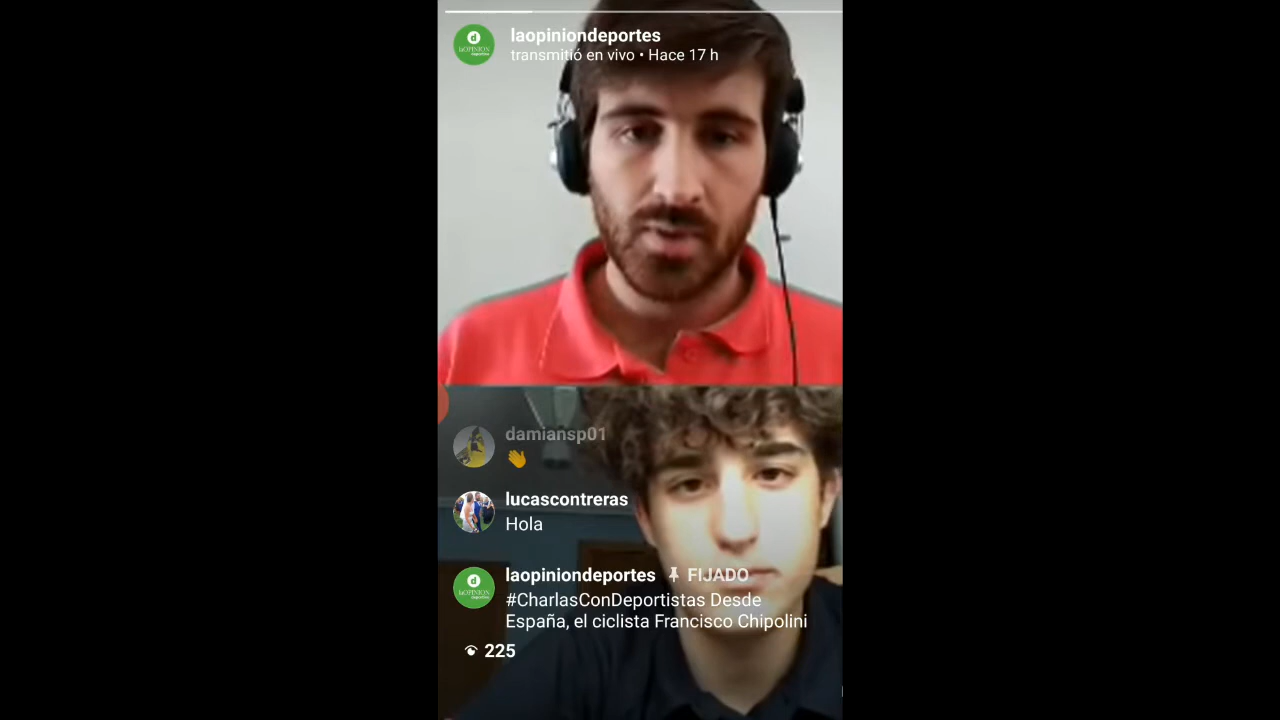 laopiniondeportes
transmitió en vivo • Hace 17 h
damiansp01
👋
lucascontreras
Hola
laopiniondeportes FIJADO
#CharlasConDeportistas Desde
España, el ciclista Francisco Chipolini
225